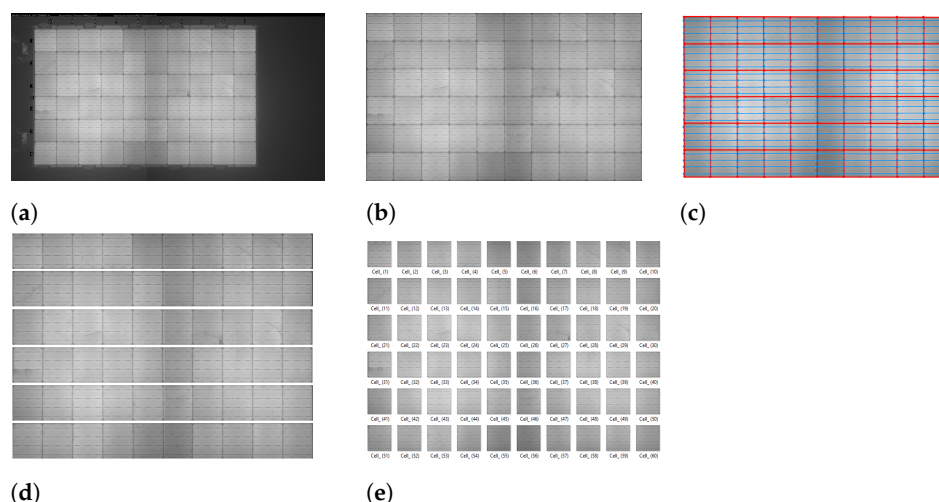 (a)
(b)
(c)
Cell_ (1) Cell_ (2) Cell_ (3) Cell_ (4) Cell_ (5) Cell_ (6) Cell_ (7) Cell_ (8) Cell_ (9) Cell_ (10)
Cell_ (11) Cell_ (12) Cell_ (13) Cell_ (14) Cell_ (15) Cell_ (16) Cell_ (17) Cell_ (18) Cell_ (19) Cell_ (20)
Cell_ (21) Cell_ (22) Cell_ (23) Cell_ (24) Cell_ (25) Cell_ (26) Cell_ (27) Cell_ (28) Cell_ (29) Cell_ (30)
Cell_ (31) Cell_ (32) Cell_ (33) Cell_ (34) Cell_ (35) Cell_ (36) Cell_ (37) Cell_ (38) Cell_ (39) Cell_ (40)
Cell_ (41) Cell_ (42) Cell_ (43) Cell_ (44) Cell_ (45) Cell_ (46) Cell_ (47) Cell_ (48) Cell_ (49) Cell_ (50)
Cell_ (51) Cell_ (52) Cell_ (53) Cell_ (54) Cell_ (55) Cell_ (56) Cell_ (57) Cell_ (58) Cell_ (59) Cell_ (60)
(d)
(e)